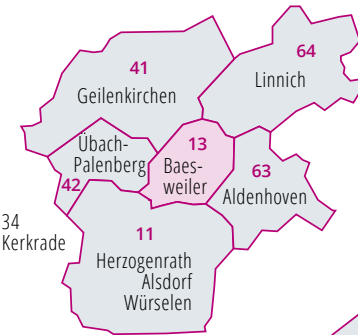 64
Linnich
41
Geilenkirchen
13
Baes-
weiler
Übach-
Palenberg
42
63
Aldenhoven
34
Kerkrade
11
Herzogenrath
Alsdorf
Würselen